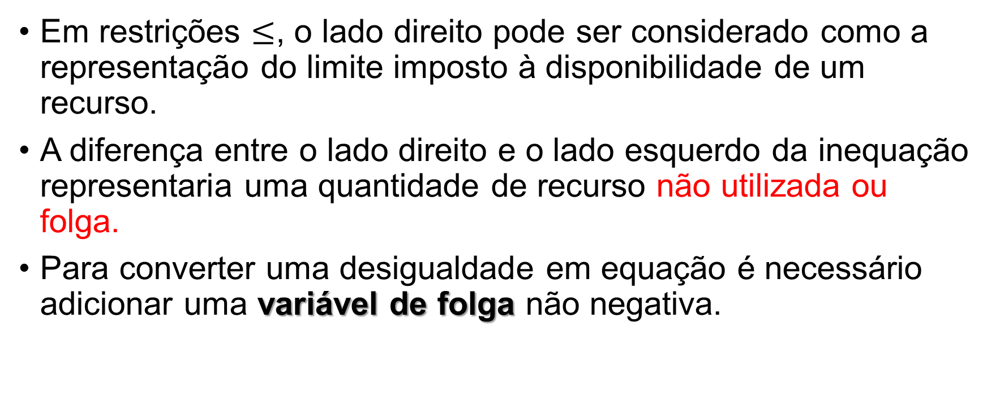 • Em restrições ≤, o lado direito pode ser considerado como a
representação do limite imposto à disponibilidade de um
recurso.
• A diferença entre o lado direito e o lado esquerdo da inequação
representaria uma quantidade de recurso não utilizada ou
folga.
• Para converter uma desigualdade em equação é necessário
adicionar uma variável de folga não negativa.